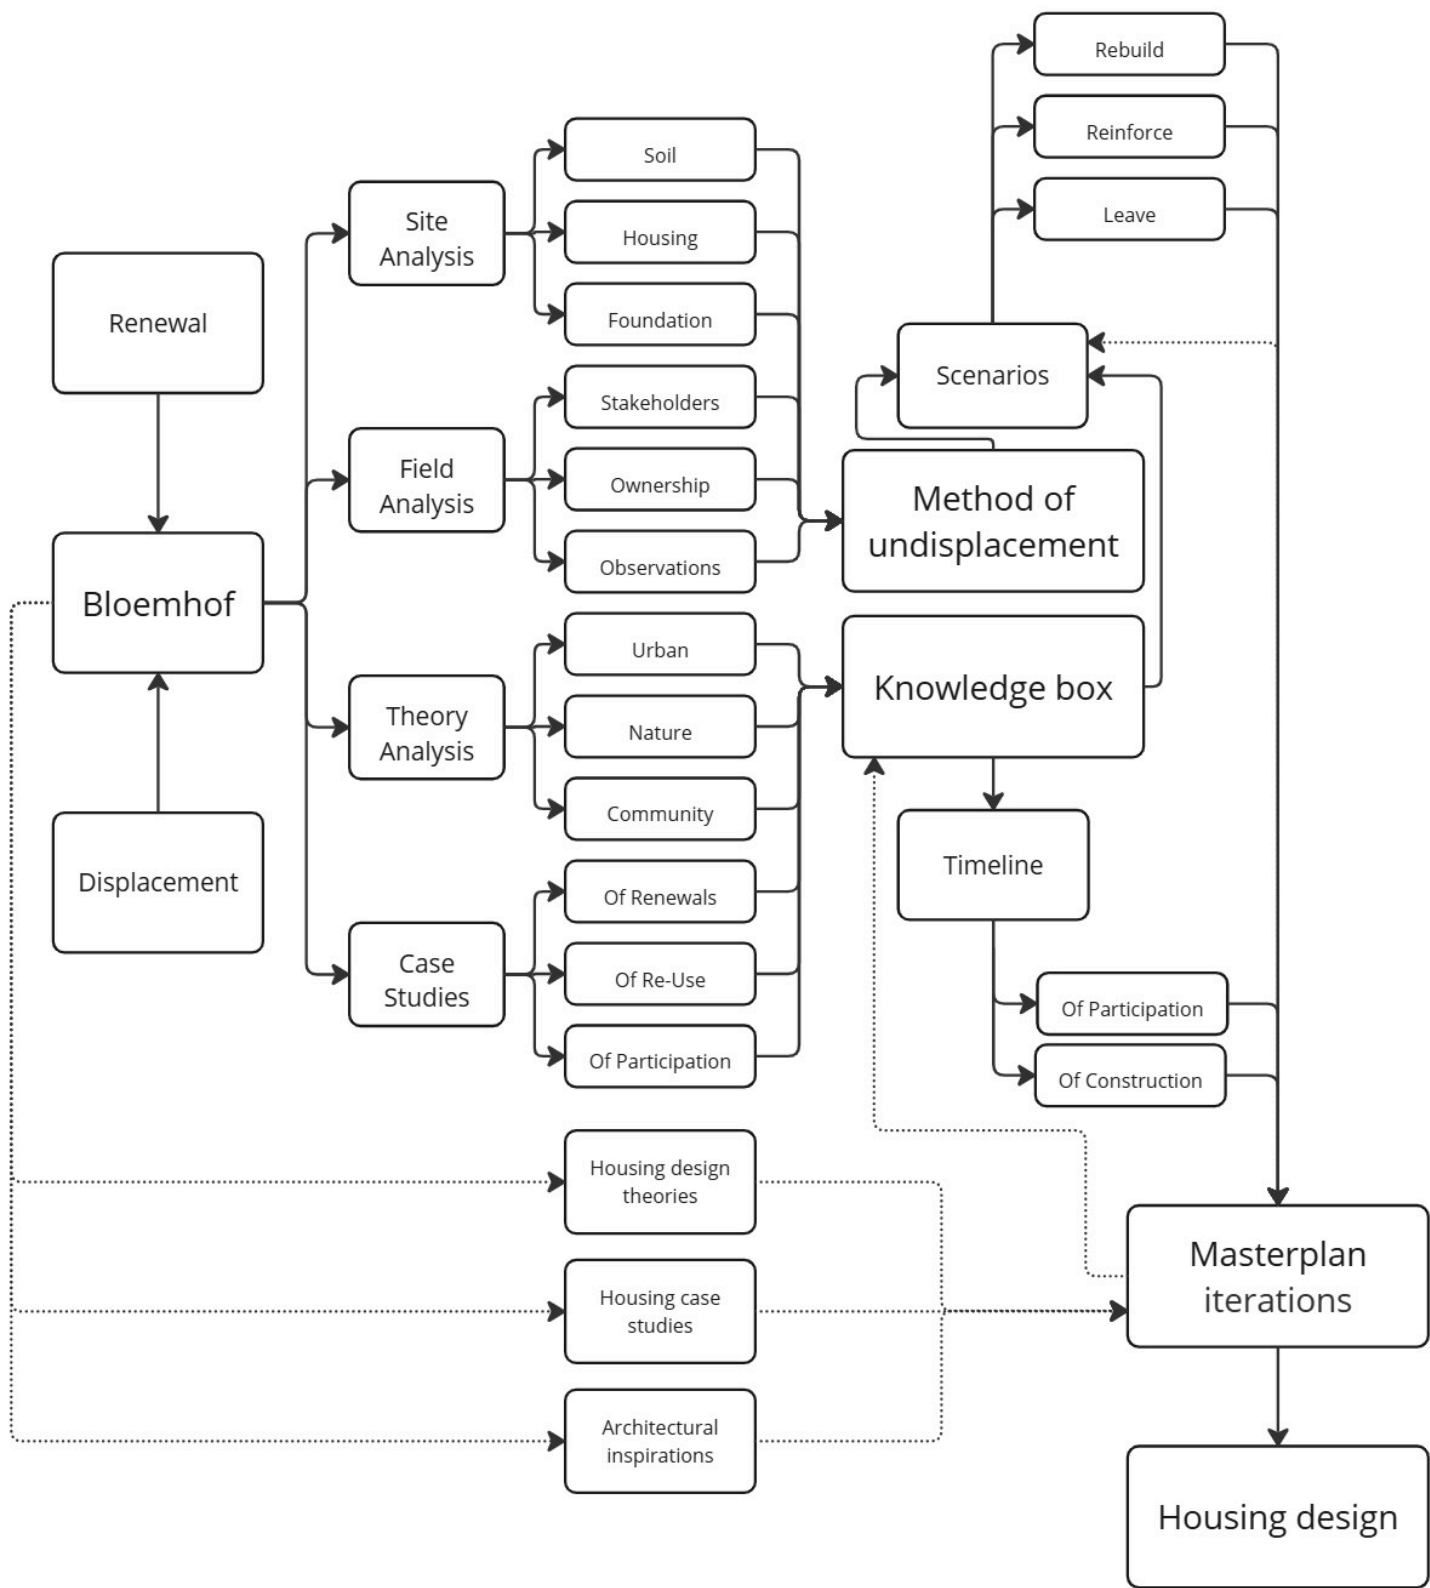 Renewal
Bloemhof
Displacement
Site
Analysis
Field
Analysis
Theory
Analysis
Case
Studies
Soil
Housing
Foundation
Stakeholders
Ownership
Observations
Urban
Nature
Community
Of Renewals
Of Re-Use
Of Participation
Housing design
theories
Housing case
studies
Architectural
inspirations
Rebuild
Reinforce
Leave
Scenarios
Method of
undisplacement
Knowledge box
Timeline
Of Participation
Of Construction
Masterplan
iterations
Housing design